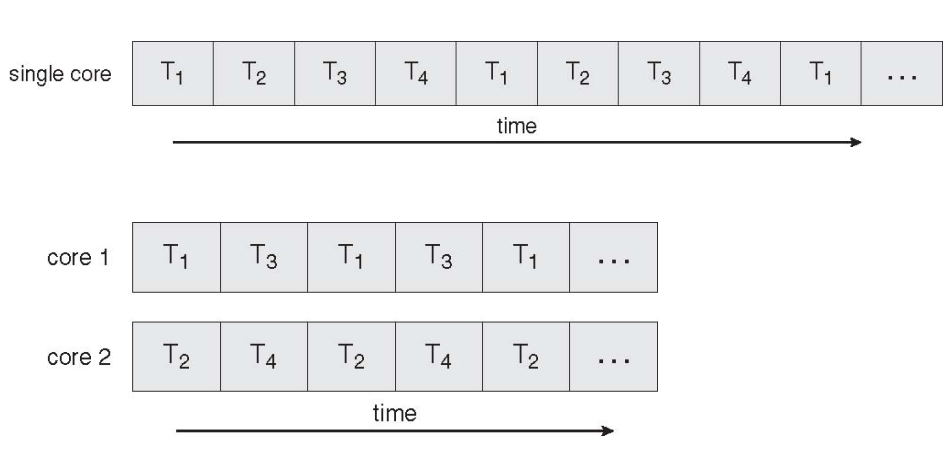 single core T₁ T₂ T₃ T₄ T₁ T₂ T₃ T₄ T₁ ...
time
core 1 T₁ T₃ T₁ T₃ T₁ ...
core 2 T₂ T₄ T₂ T₄ T₂ ...
time